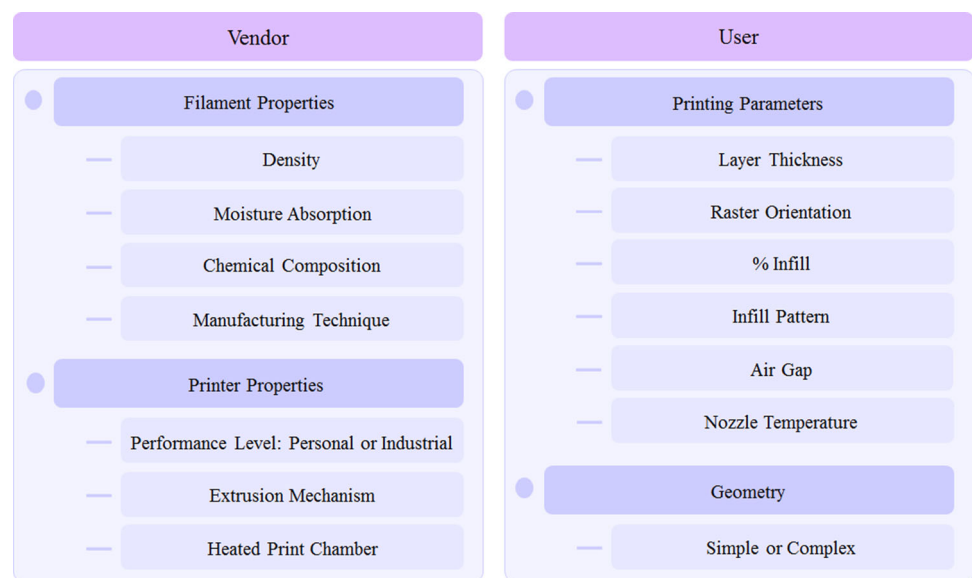 Vendor
Filament Properties
Density
Moisture Absorption
Chemical Composition
Manufacturing Technique
Printer Properties
Performance Level: Personal or Industrial
Extrusion Mechanism
Heated Print Chamber
User
Printing Parameters
Layer Thickness
Raster Orientation
% Infill
Infill Pattern
Air Gap
Nozzle Temperature
Geometry
Simple or Complex